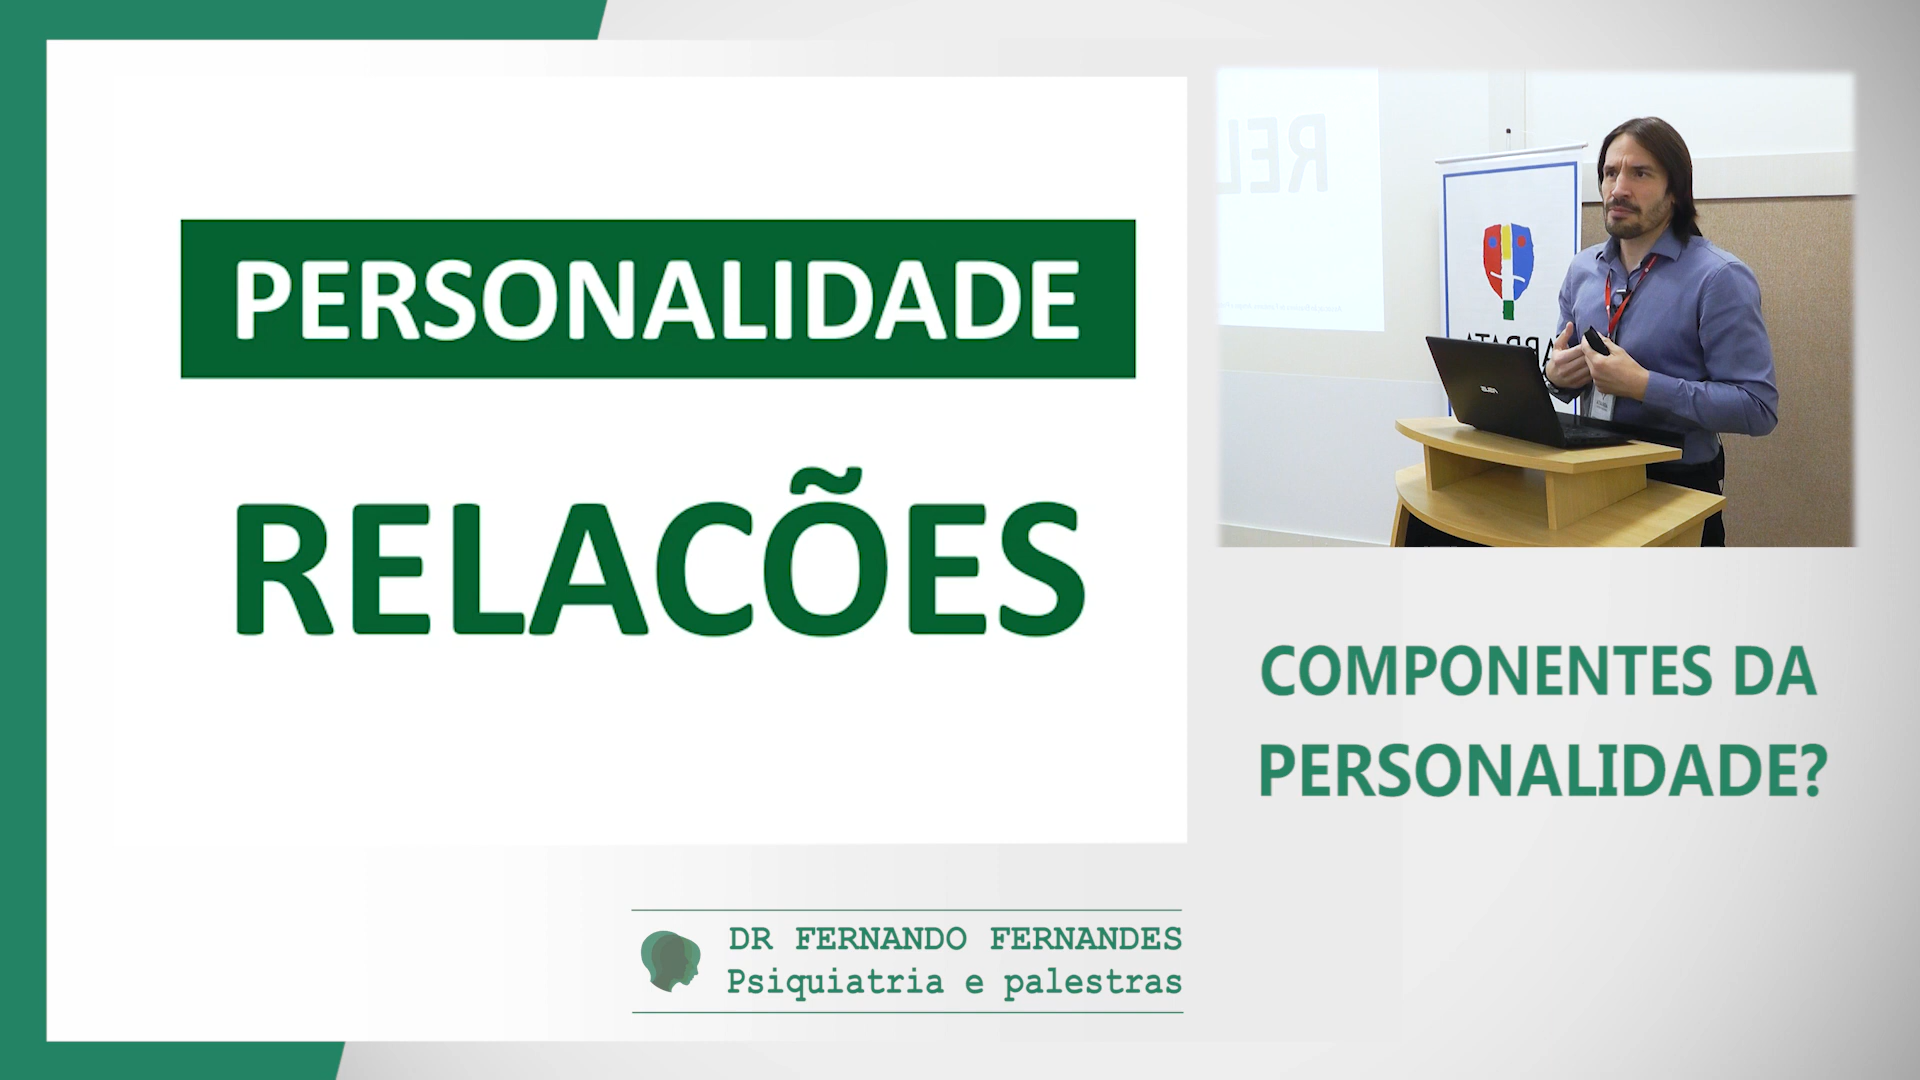 PERSONALIDADE
RELACÕES
COMPONENTES DA
PERSONALIDADE?
DR FERNANDO FERNANDES
Psiquiatria e palestras